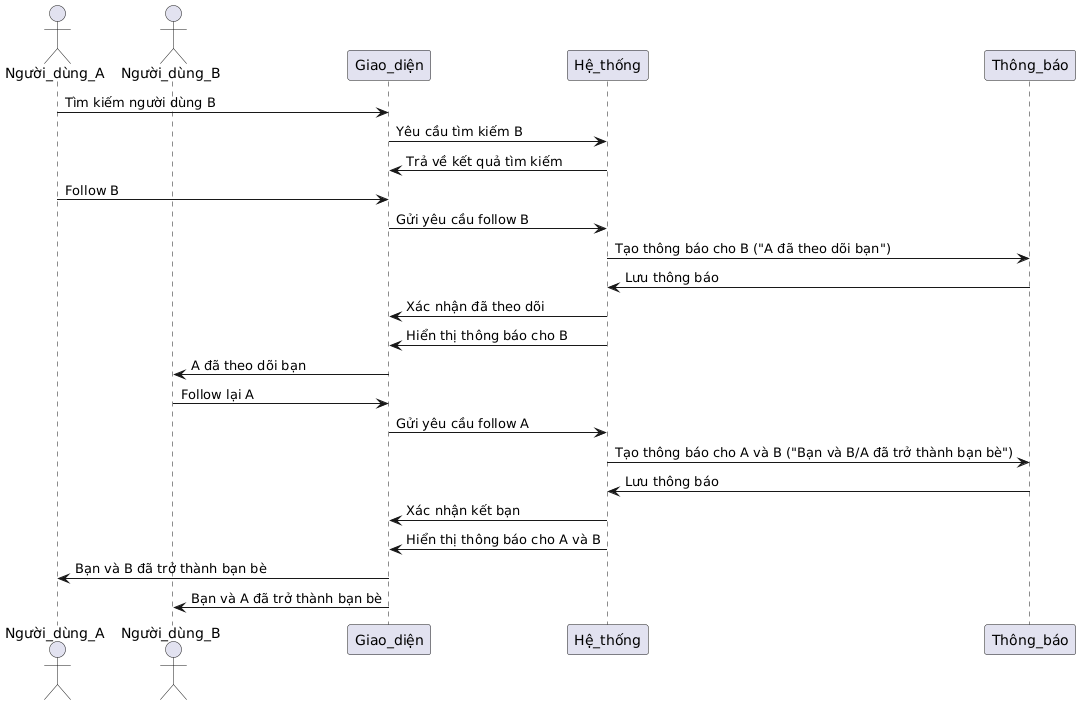 Người_dùng_A
Người_dùng_B
Giao_diện
Hệ_thống
Thông_báo
Tìm kiếm người dùng B
Yêu cầu tìm kiếm B
Trả về kết quả tìm kiếm
Follow B
Gửi yêu cầu follow B
Tạo thông báo cho B ("A đã theo dõi bạn")
Lưu thông báo
Xác nhận đã theo dõi
Hiển thị thông báo cho B
A đã theo dõi bạn
Follow lại A
Gửi yêu cầu follow A
Tạo thông báo cho A và B ("Bạn và B/A đã trở thành bạn bè")
Lưu thông báo
Xác nhận kết bạn
Hiển thị thông báo cho A và B
Bạn và B đã trở thành bạn bè
Bạn và A đã trở thành bạn bè
Người_dùng_A
Người_dùng_B
Giao_diện
Hệ_thống
Thông_báo